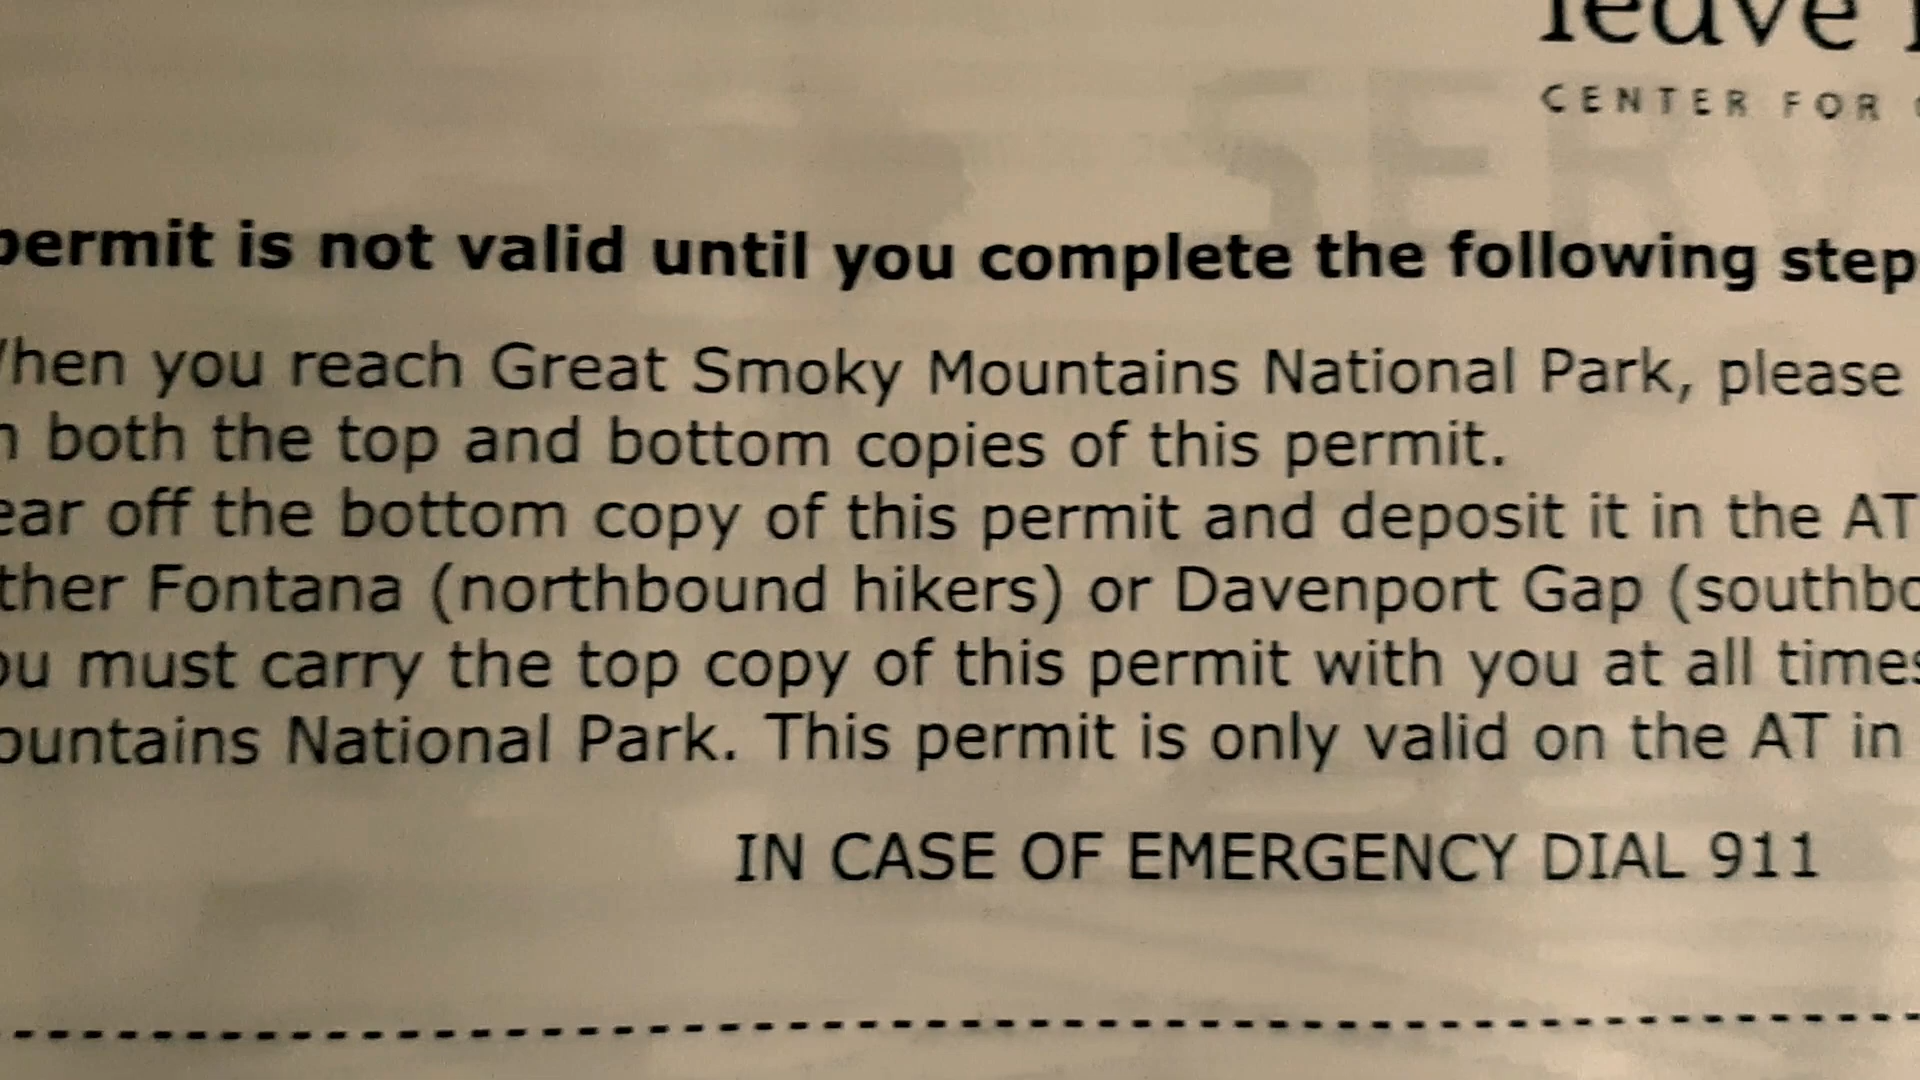 leave
CENTER FOR
permit is not valid until you complete the following step
When you reach Great Smoky Mountains National Park, please
both the top and bottom copies of this permit.
ear off the bottom copy of this permit and deposit it in the AT
ther Fontana (northbound hikers) or Davenport Gap (southbo
ou must carry the top copy of this permit with you at all times
ountains National Park. This permit is only valid on the AT in
IN CASE OF EMERGENCY DIAL 911